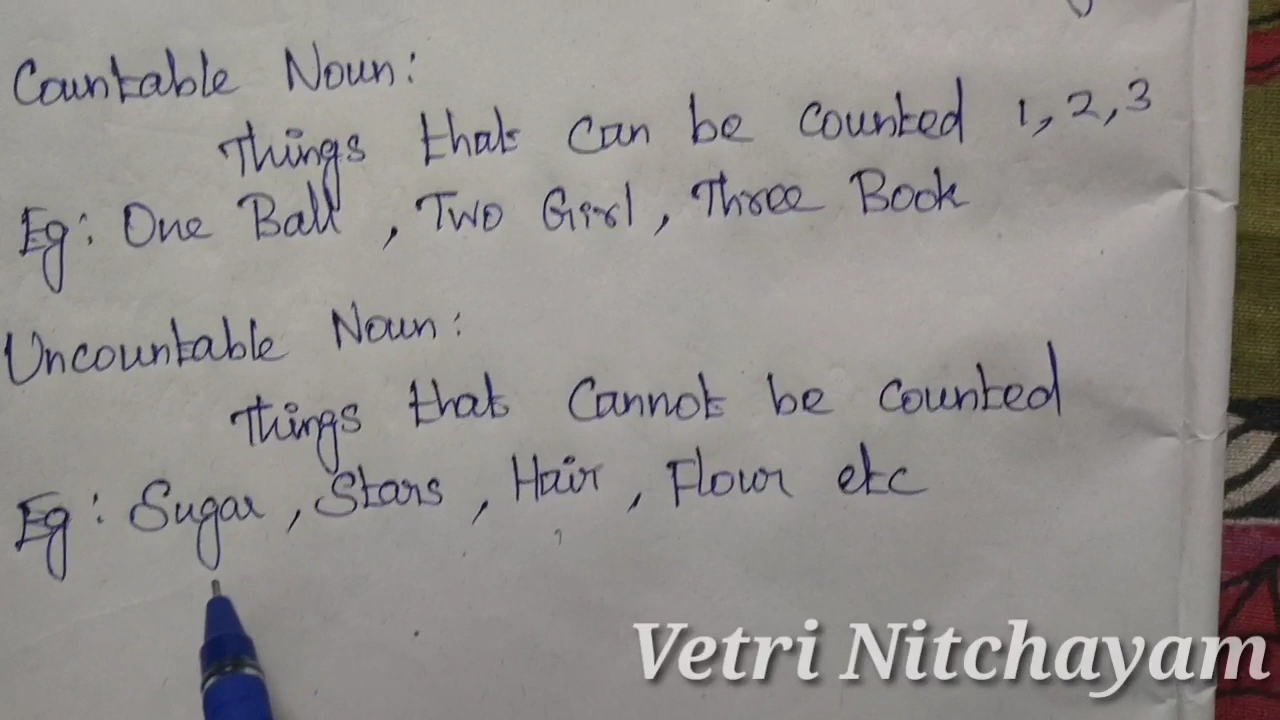 Countable Noun:
Things that can be counted 1, 2, 3
Eg: One Ball, Two Girl, Three Book
Uncountable Noun:
Things that cannot be counted
Eg: Sugar, Stars, Hair, Flour etc
Vetri Nitchayam